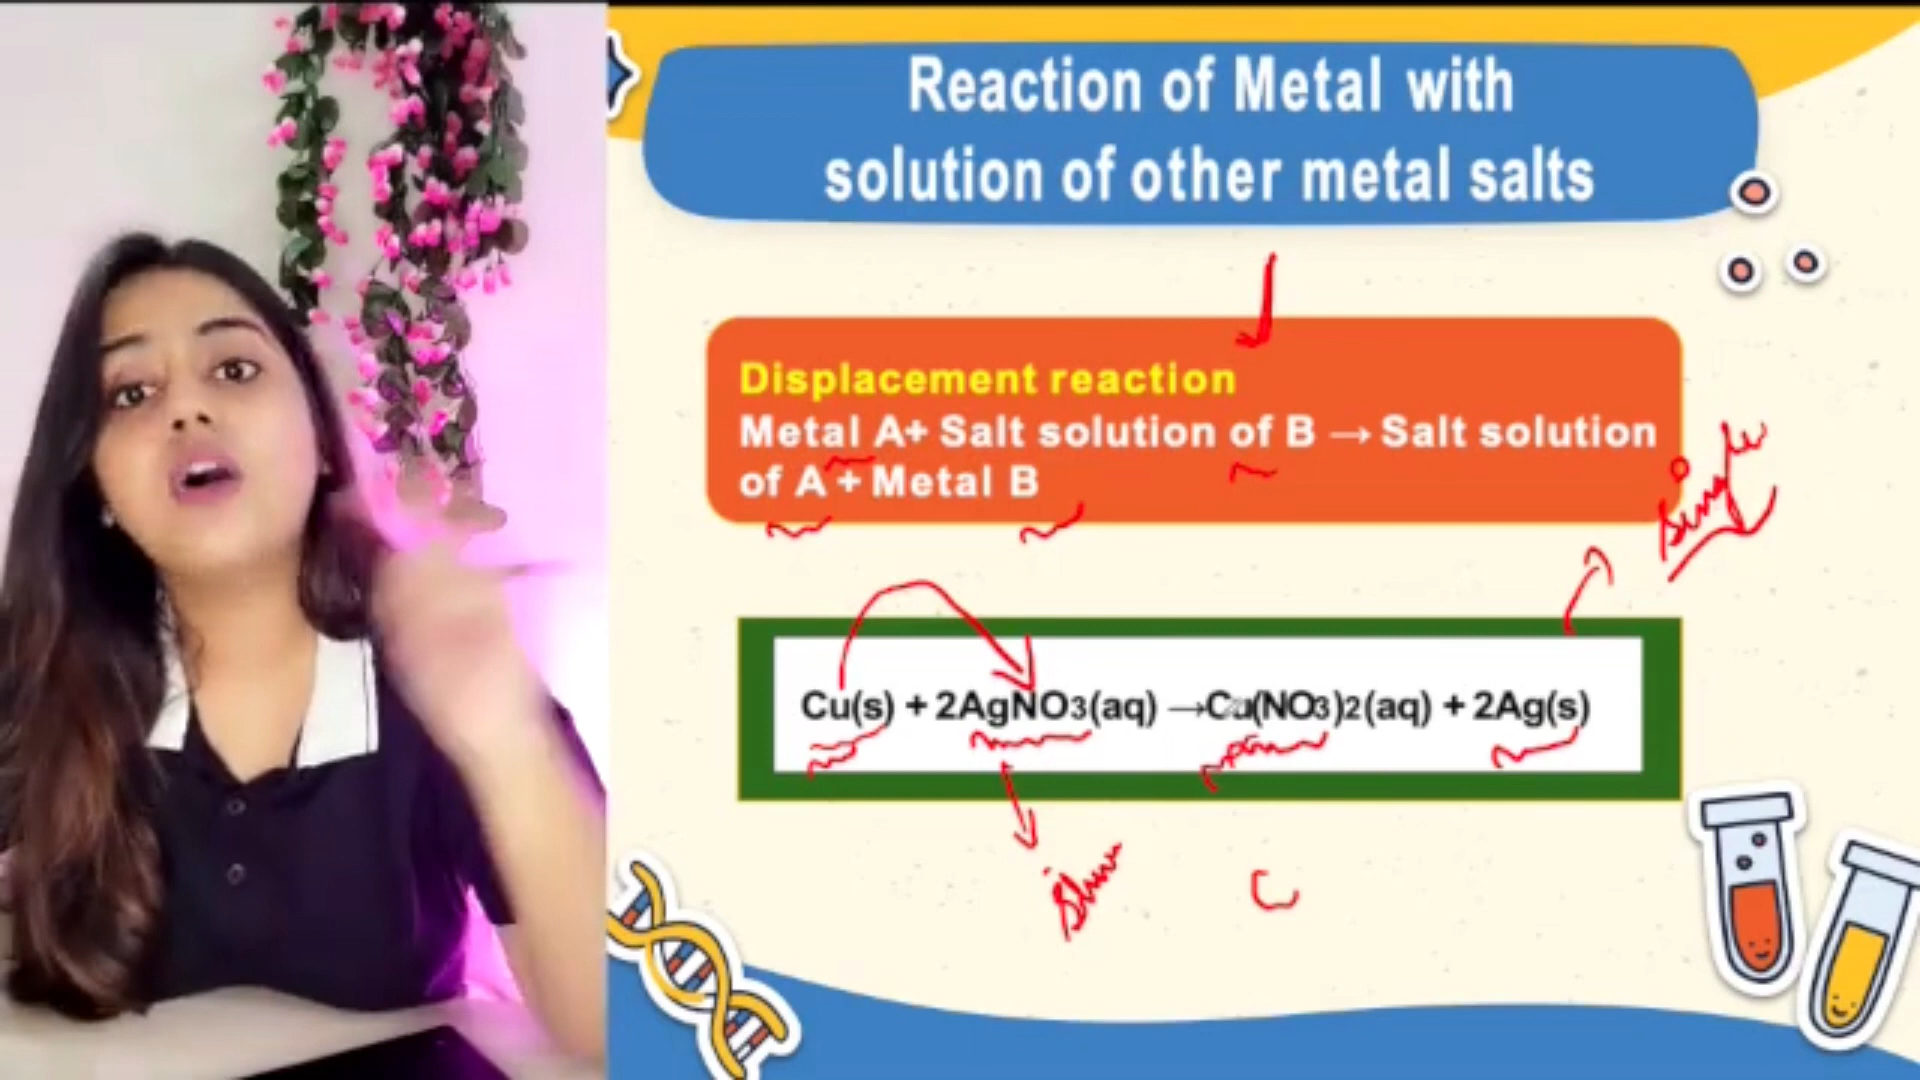 Reaction of Metal with
solution of other metal salts
Displacement reaction
Metal A+ Salt solution of B → Salt solution
of A + Metal B
Single
Cu(s) + 2AgNO3(aq) →Cu(NO3)2(aq) + 2Ag(s)
C